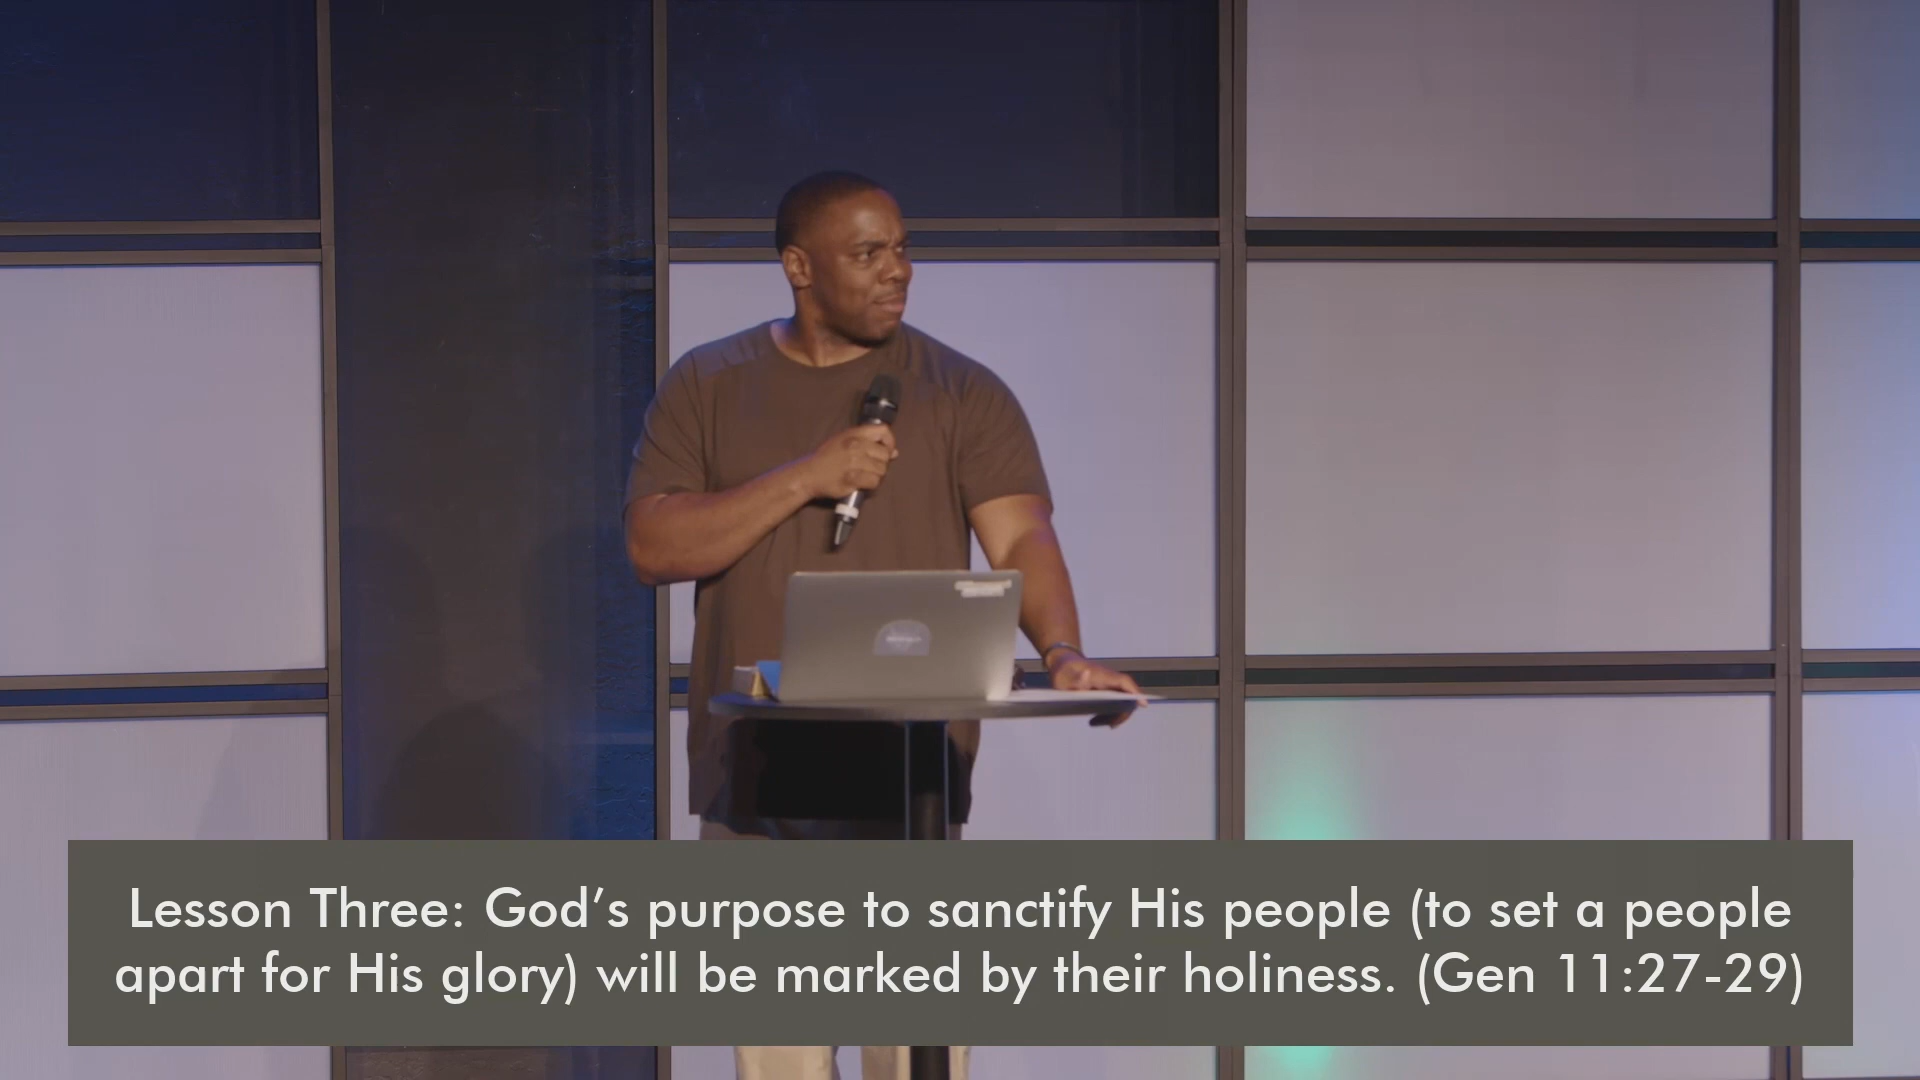 Lesson Three: God’s purpose to sanctify His people (to set a people
apart for His glory) will be marked by their holiness. (Gen 11:27-29)